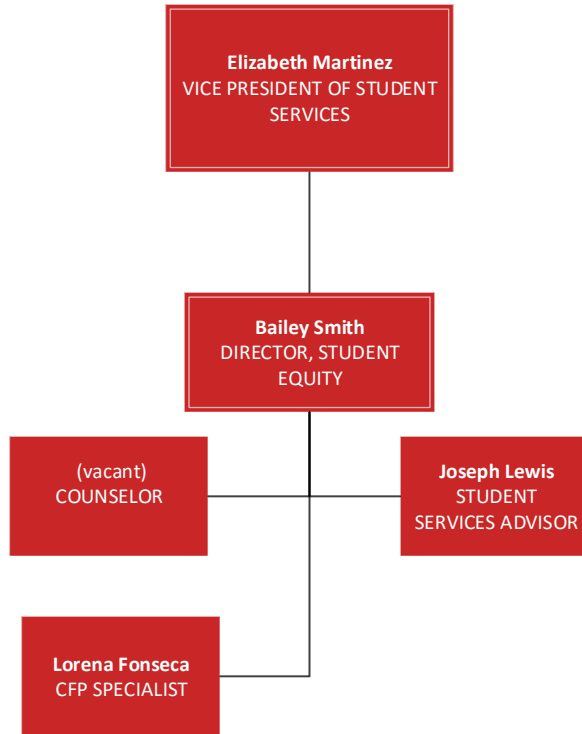 Elizabeth Martinez
VICE PRESIDENT OF STUDENT
SERVICES
Bailey Smith
DIRECTOR, STUDENT
EQUITY
(vacant)
COUNSELOR
Joseph Lewis
STUDENT
SERVICES ADVISOR
Lorena Fonseca
CFP SPECIALIST